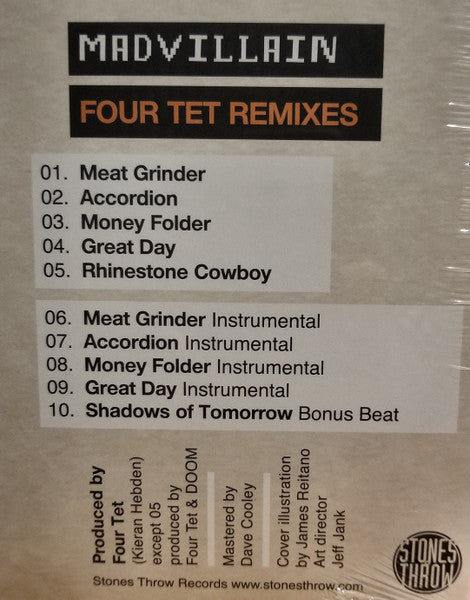 MADVILLAIN
FOUR TET REMIXES
01. Meat Grinder
02. Accordion
03. Money Folder
04. Great Day
05. Rhinestone Cowboy
06. Meat Grinder Instrumental
07. Accordion Instrumental
08. Money Folder Instrumental
09. Great Day Instrumental
10. Shadows of Tomorrow Bonus Beat
Produced by
Four Tet
(Kieran Hebden)
except 05
produced by
Four Tet & DOOM
Mastered by
Dave Cooley
Cover illustration
by James Reitano
Art director
Jeff Jank
STONES
THROW
Stones Throw Records www.stonesthrow.com